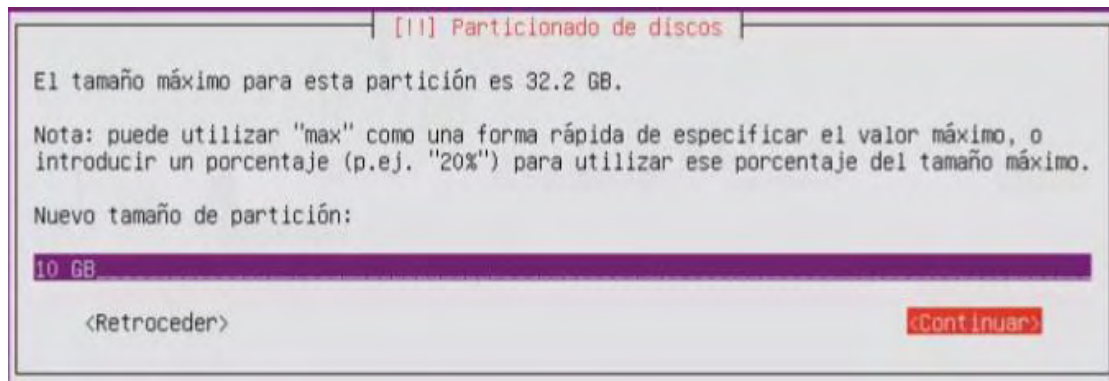 [!!] Particionado de discos
El tamaño máximo para esta partición es 32.2 GB.
Nota: puede utilizar "max" como una forma rápida de especificar el valor máximo, o
introducir un porcentaje (p.ej. "20%") para utilizar ese porcentaje del tamaño máximo.
Nuevo tamaño de partición:
10 GB
<Retroceder> <Continuar>